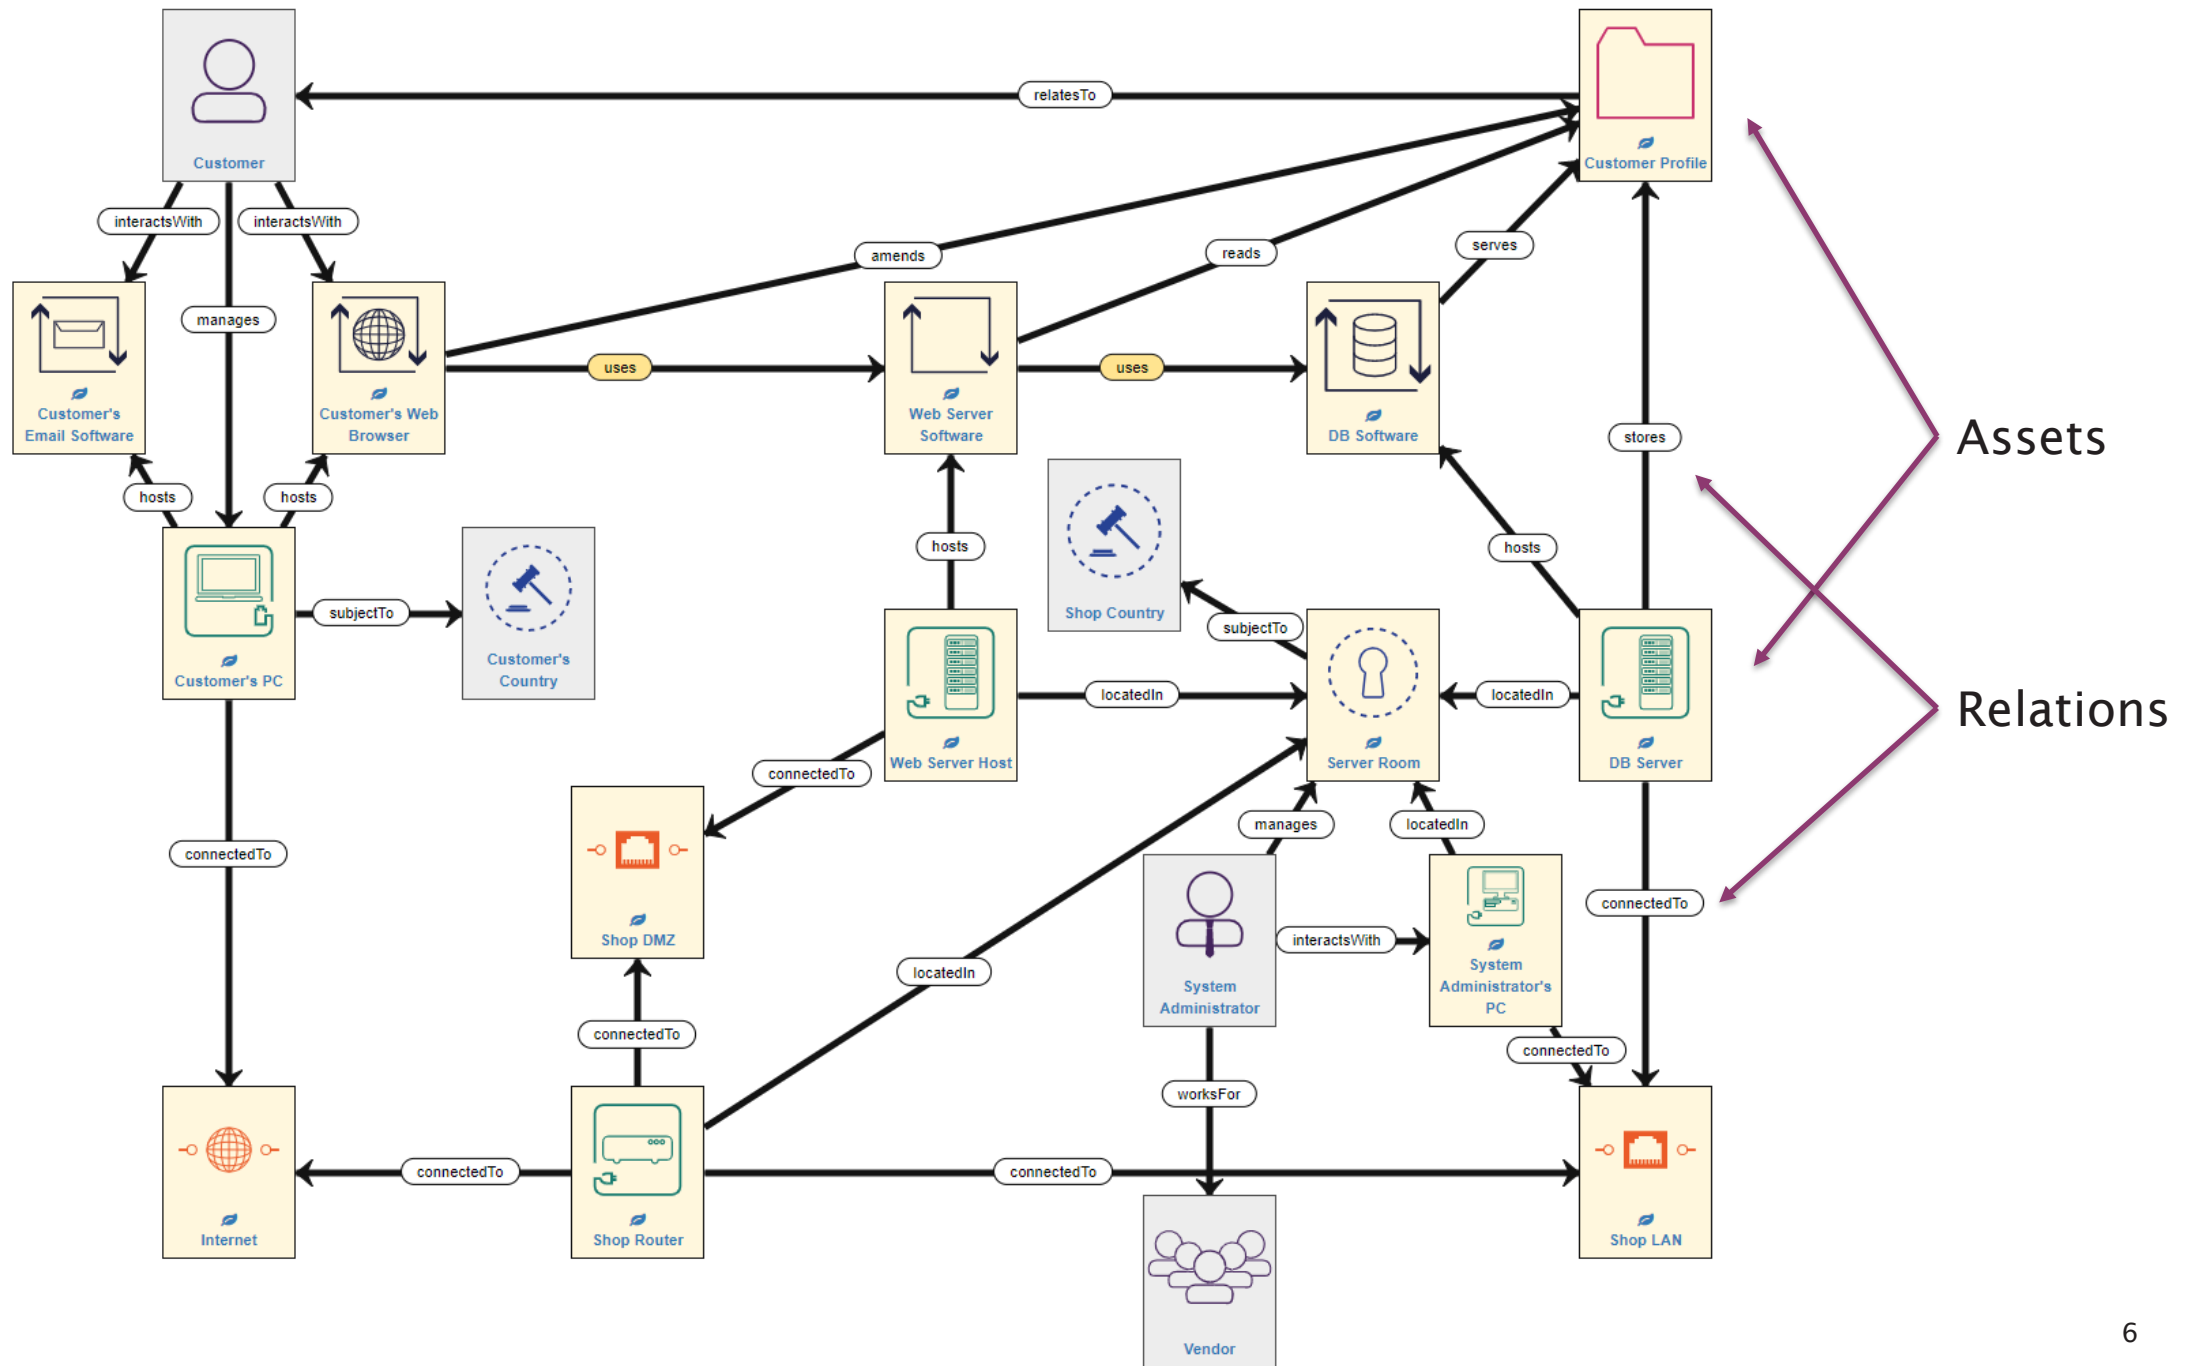 relatesTo
Customer
Customer Profile
interactsWith
interactsWith
amends
reads
serves
manages
uses
uses
Customer's
Email Software
Customer's Web
Browser
Web Server
Software
DB Software
stores
Assets
hosts
hosts
hosts
hosts
subjectTo
Shop Country
subjectTo
Customer's
Country
Customer's PC
locatedIn
locatedIn
Relations
Web Server Host
Server Room
DB Server
connectedTo
manages
locatedIn
connectedTo
connectedTo
Shop DMZ
interactsWith
locatedIn
System
Administrator
System
Administrator's
PC
connectedTo
connectedTo
worksFor
connectedTo
connectedTo
Internet
Shop Router
Shop LAN
Vendor
6